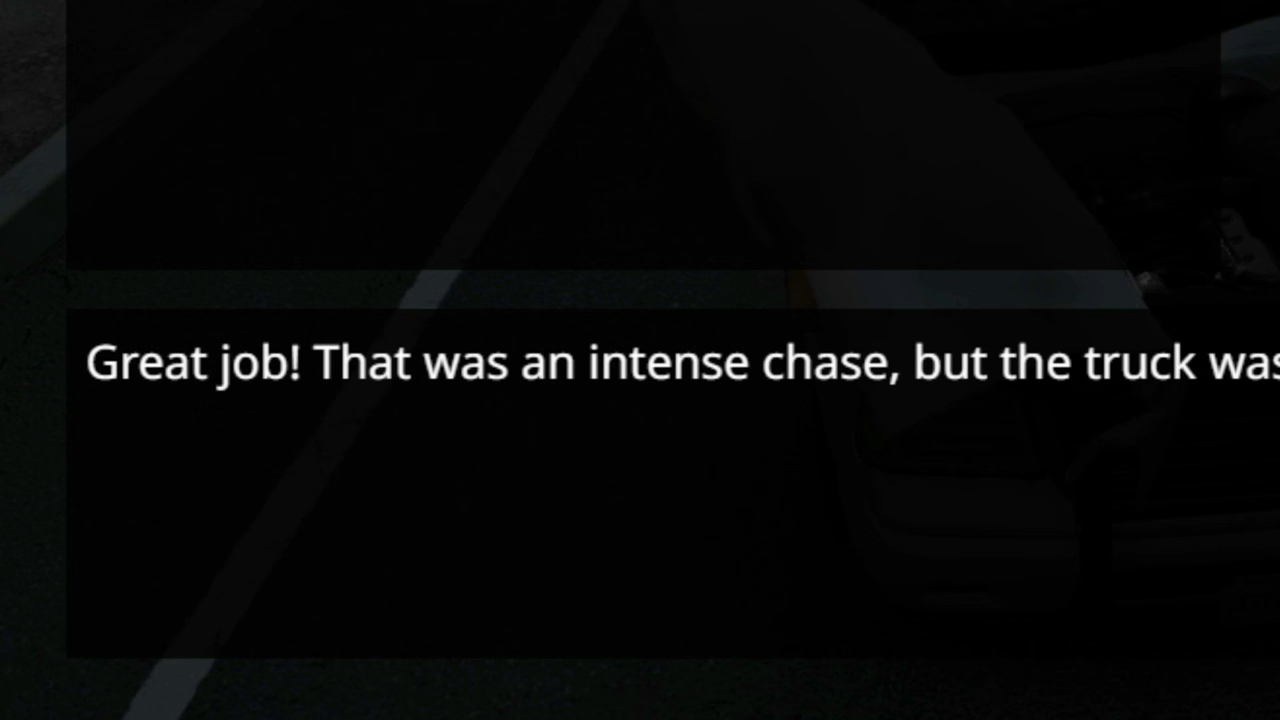 Great job! That was an intense chase, but the truck was